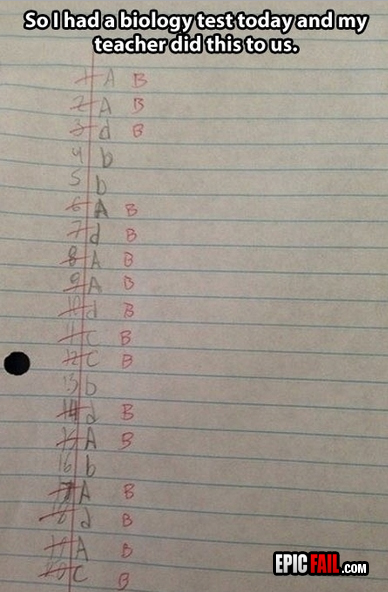 So I had a biology test today and my
teacher did this to us.
1 A B
2 A B
3 d B
4 b
5 b
6 A B
7 d B
8 A B
9 A B
10 d B
11 C B
12 C B
13 b
14 d B
15 A B
16 b
17 A B
18 d B
19 A B
20 C B
EPIC FAIL.COM